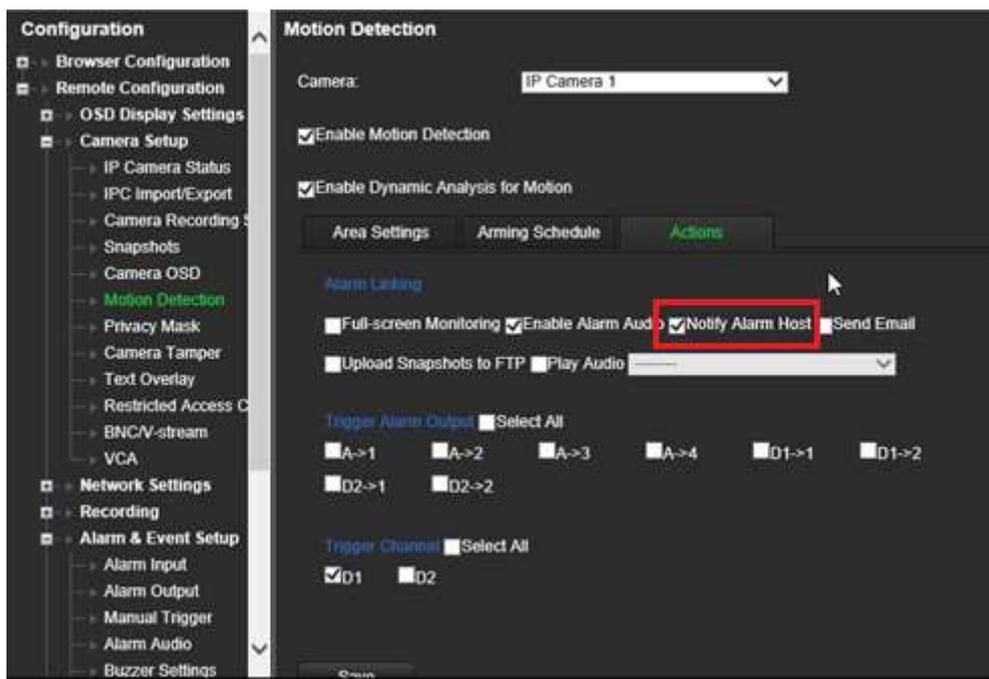 Configuration
Browser Configuration
Remote Configuration
OSD Display Settings
Camera Setup
IP Camera Status
IPC Import/Export
Camera Recording S
Snapshots
Camera OSD
Motion Detection
Privacy Mask
Camera Tamper
Text Overlay
Restricted Access C
BNC/V-stream
VCA
Network Settings
Recording
Alarm & Event Setup
Alarm Input
Alarm Output
Manual Trigger
Alarm Audio
Buzzer Settings
Motion Detection
Camera: IP Camera 1
Enable Motion Detection
Enable Dynamic Analysis for Motion
Area Settings Arming Schedule Actions
Alarm Linking
Full-screen Monitoring Enable Alarm Audio Notify Alarm Host Send Email
Upload Snapshots to FTP Play Audio --------
Trigger Alarm Output Select All
A->1 A->2 A->3 A->4 D1->1 D1->2
D2->1 D2->2
Trigger Channel Select All
D1 D2
Save